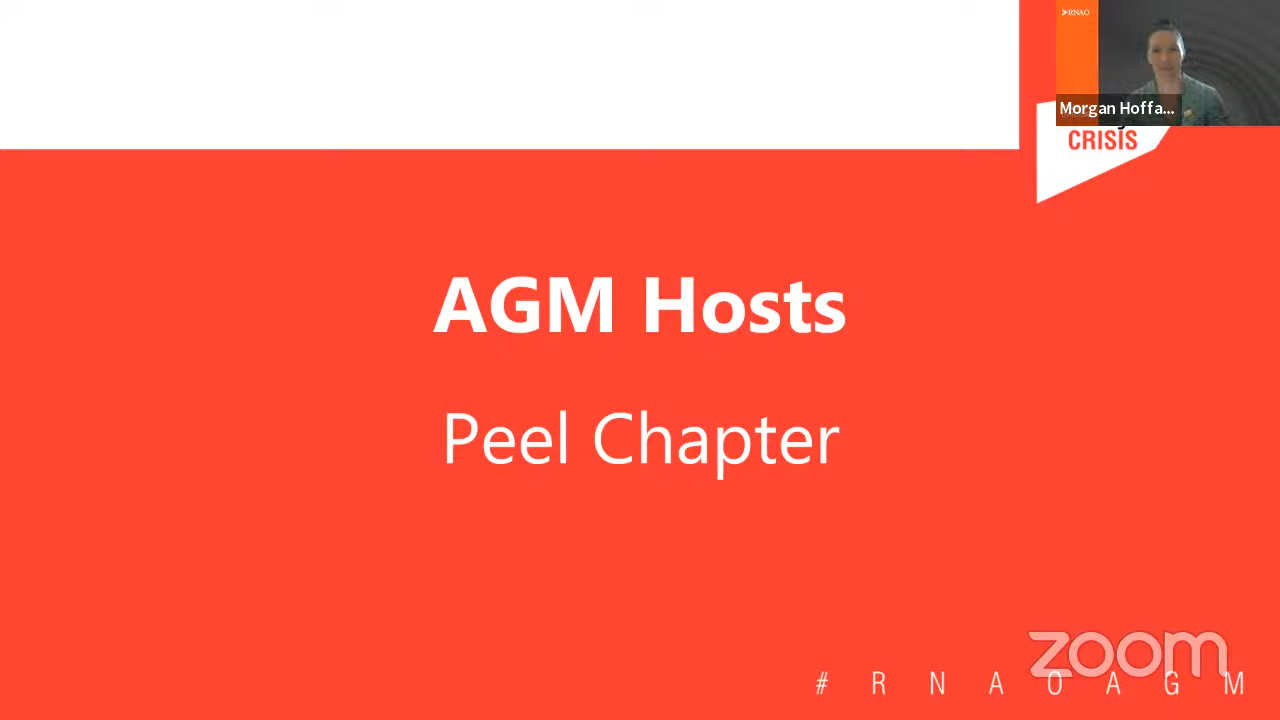 RNAO
Morgan Hoffa...
CRISIS
AGM Hosts
Peel Chapter
zoom
# R N A O A G M